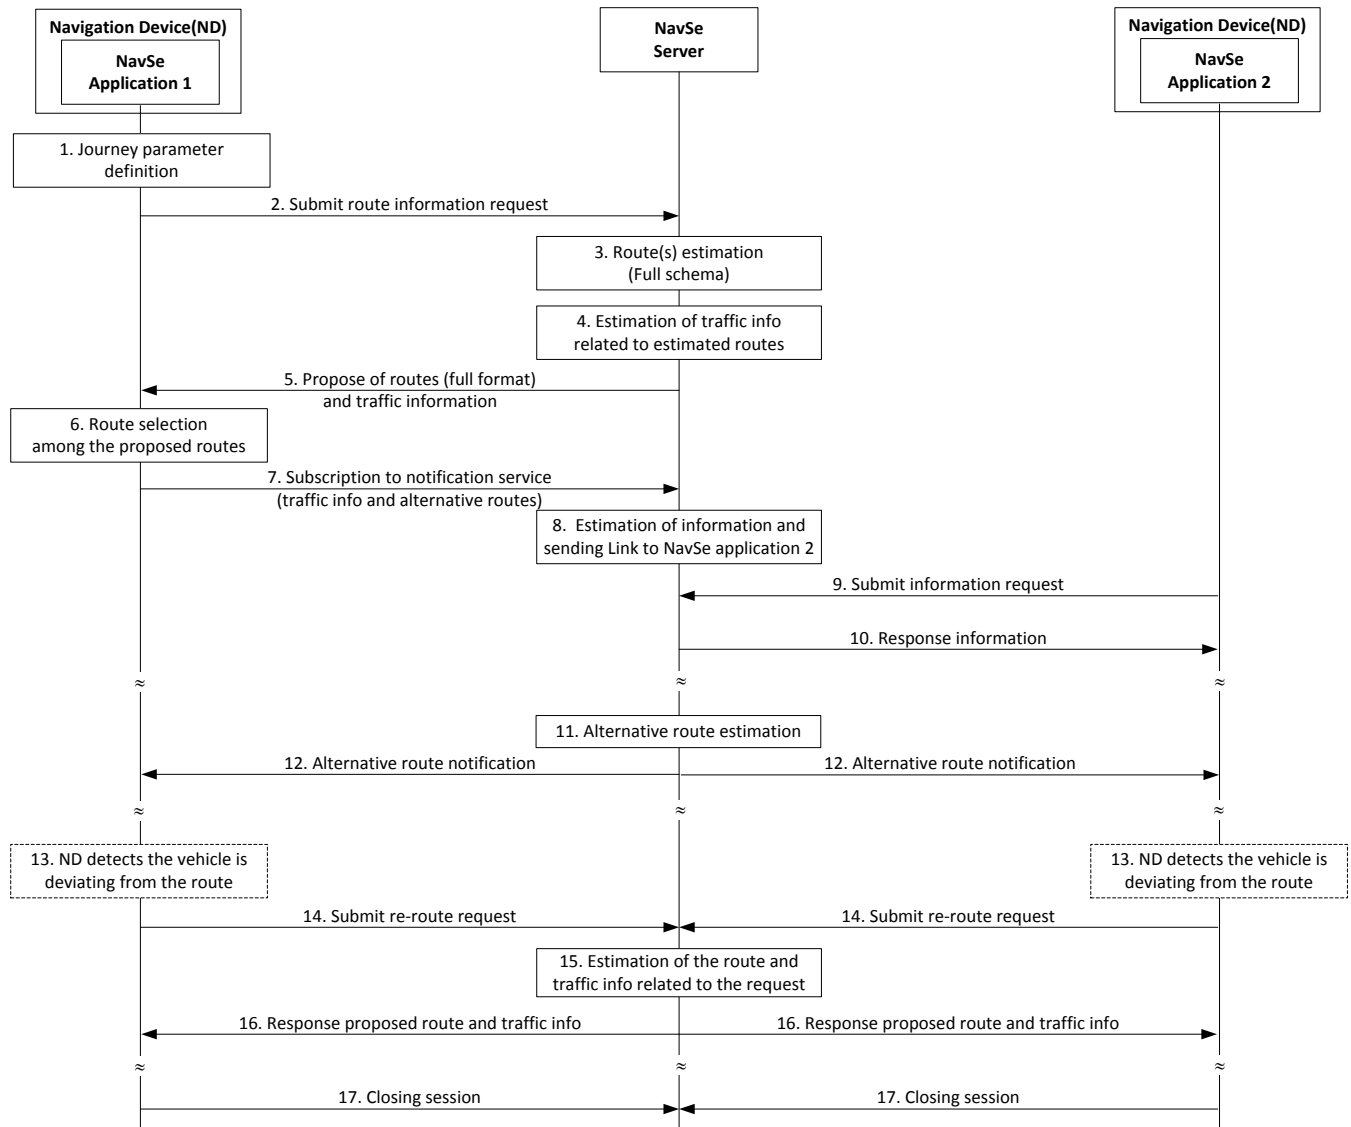 Navigation Device(ND)
NavSe
Application 1
NavSe
Server
Navigation Device(ND)
NavSe
Application 2
1. Journey parameter
definition
2. Submit route information request
3. Route(s) estimation
(Full schema)
4. Estimation of traffic info
related to estimated routes
5. Propose of routes (full format)
and traffic information
6. Route selection
among the proposed routes
7. Subscription to notification service
(traffic info and alternative routes)
8. Estimation of information and
sending Link to NavSe application 2
9. Submit information request
10. Response information
≈ ≈ ≈
11. Alternative route estimation
12. Alternative route notification
12. Alternative route notification
≈ ≈ ≈
13. ND detects the vehicle is
deviating from the route
13. ND detects the vehicle is
deviating from the route
14. Submit re-route request
14. Submit re-route request
15. Estimation of the route and
traffic info related to the request
16. Response proposed route and traffic info
16. Response proposed route and traffic info
≈ ≈ ≈
17. Closing session
17. Closing session